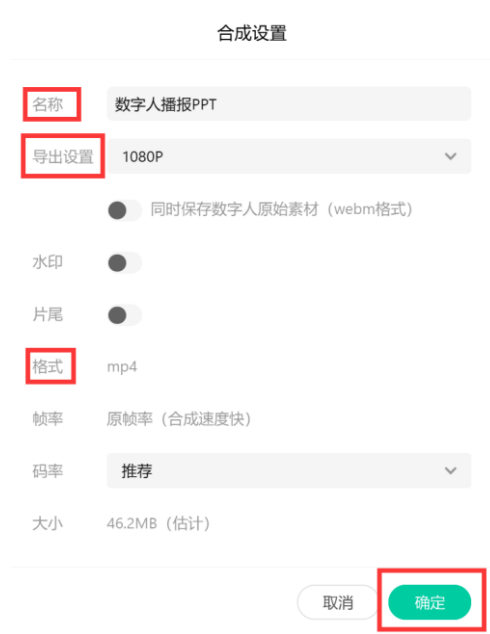 合成设置
名称 数字人播报PPT
导出设置 1080P
同时保存数字人原始素材（webm格式）
水印
片尾
格式 mp4
帧率 原帧率（合成速度快）
码率 推荐
大小 46.2MB（估计）
取消 确定